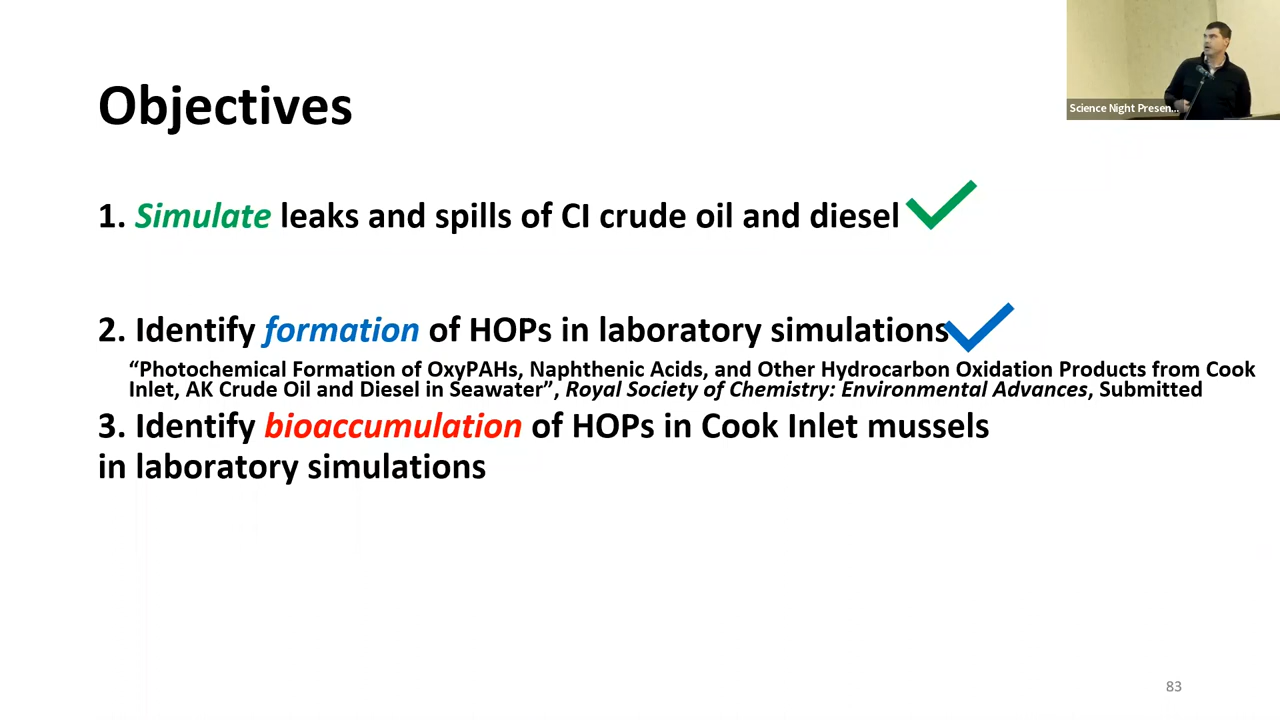 Science Night Presen...
Objectives
1. Simulate leaks and spills of CI crude oil and diesel
2. Identify formation of HOPs in laboratory simulations
“Photochemical Formation of OxyPAHs, Naphthenic Acids, and Other Hydrocarbon Oxidation Products from Cook
Inlet, AK Crude Oil and Diesel in Seawater”, Royal Society of Chemistry: Environmental Advances, Submitted
3. Identify bioaccumulation of HOPs in Cook Inlet mussels
in laboratory simulations
83